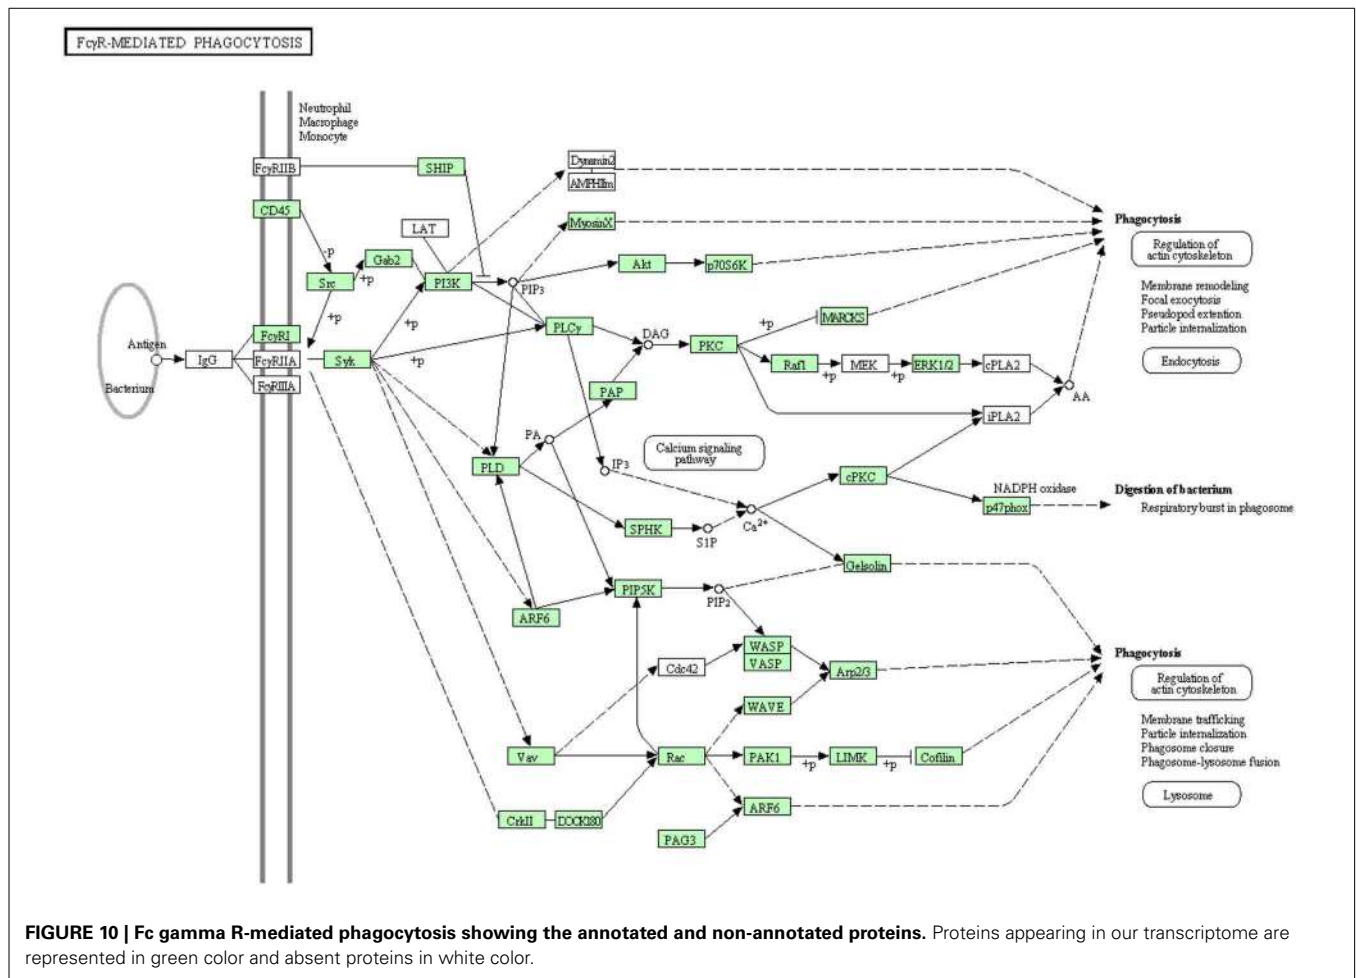 FcγR-MEDIATED PHAGOCYTOSIS
Neutrophil
Macrophage
Monocyte
FcγRIIB
SHIP
Dynamin2
AMPHIIm
CD45
LAT
MyosinX
Phagocytosis
Regulation of
actin cytoskeleton
-p
Gab2
Akt
p70S6K
Src
+p
PI3K
PIP3
Membrane remodeling
Focal exocytosis
Pseudopod extention
Particle internalization
+p
+p
PLCγ
DAG
+p
MARCKS
Antigen
FcγRI
PKC
IgG
FcγRIIA
Syk
+p
Raf1
+p
MEK
+p
ERK1/2
cPLA2
Endocytosis
Bacterium
FcγRIIIA
PAP
AA
iPLA2
PA
Calcium signaling
pathway
PLD
IP3
cPKC
NADPH oxidase
Digestion of bacterium
p47phox
Respiratory burst in phagosome
SPHK
S1P
Ca2+
Gelsolin
PIP5K
PIP2
ARF6
WASP
VASP
Cdc42
Arp2/3
Phagocytosis
Regulation of
actin cytoskeleton
WAVE
Membrane trafficking
Particle internalization
Phagosome closure
Phagosome-lysosome fusion
Vav
Rac
PAK1
+p
LIMK
+p
Cofilin
Lysosome
CrkII
DOCK180
ARF6
PAG3
FIGURE 10 | Fc gamma R-mediated phagocytosis showing the annotated and non-annotated proteins. Proteins appearing in our transcriptome are
represented in green color and absent proteins in white color.